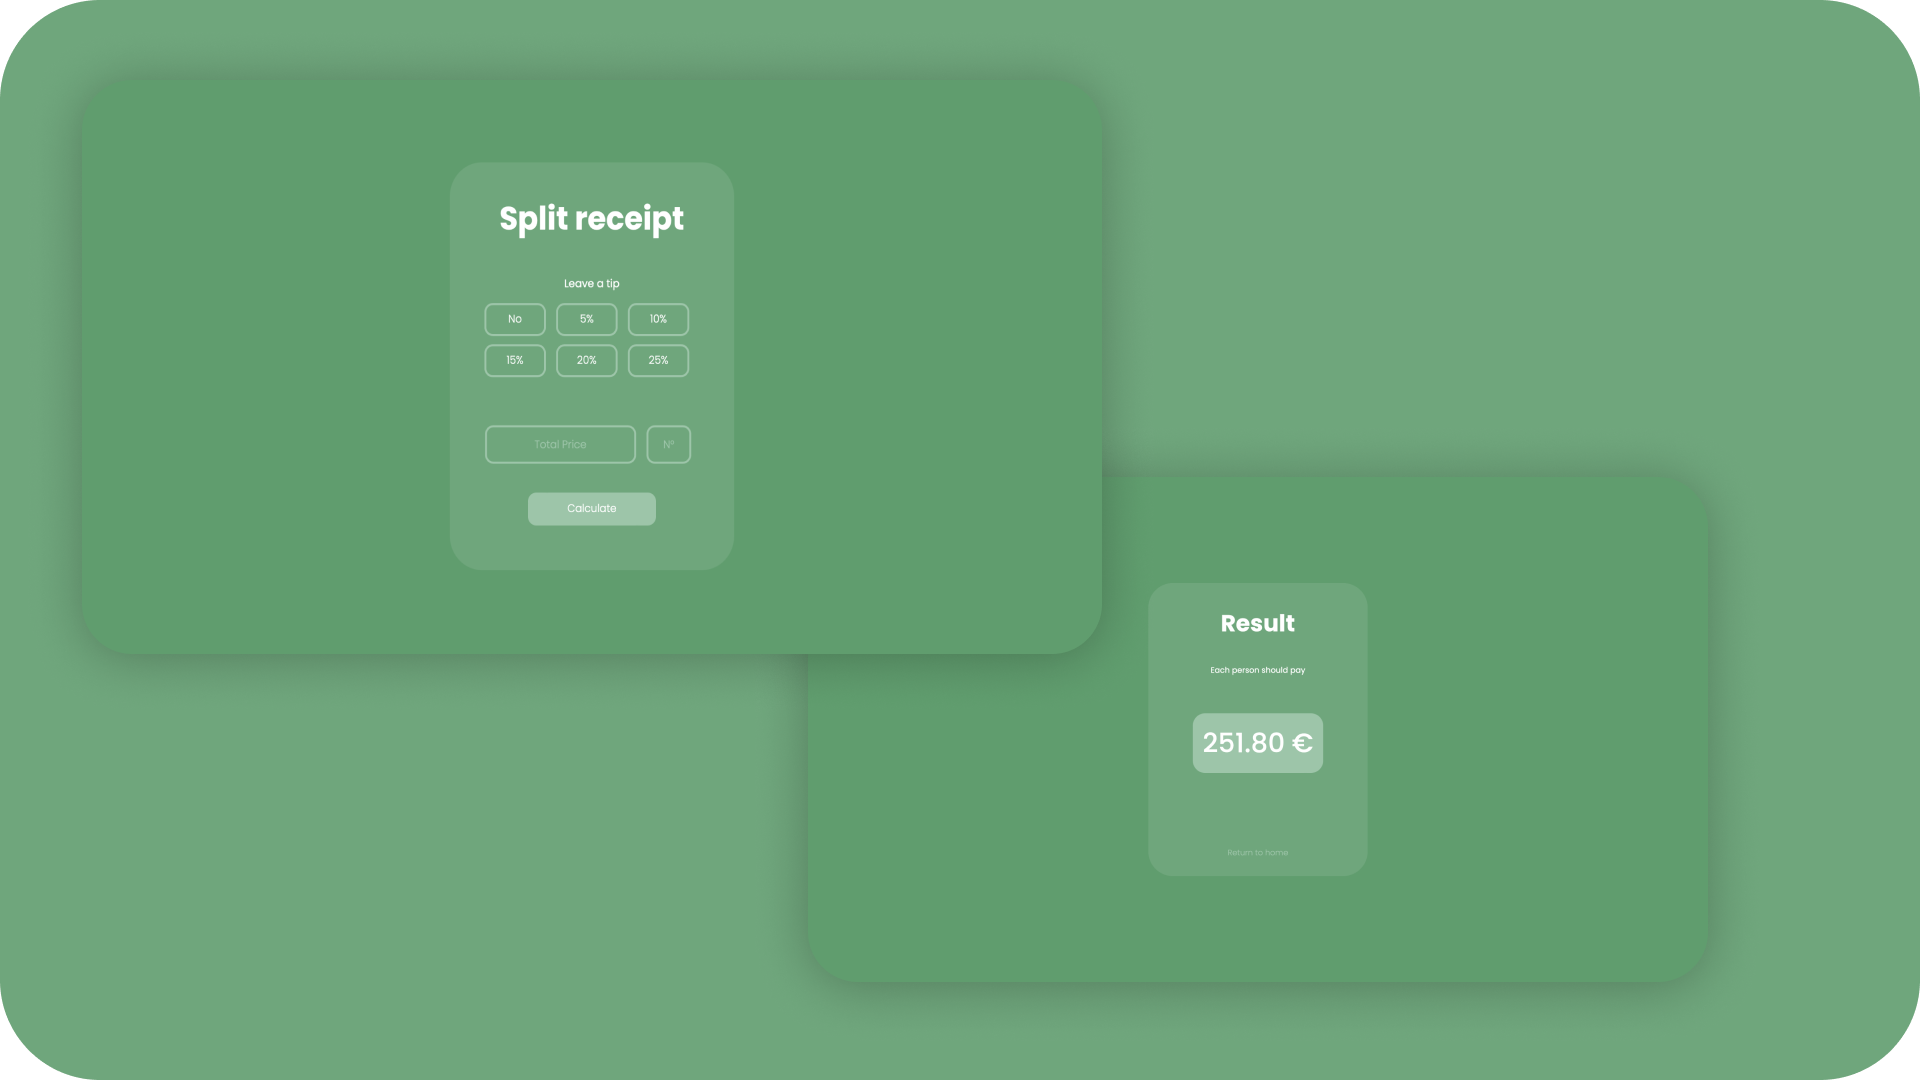 Split receipt
Leave a tip
No 5% 10%
15% 20% 25%
Total Price N°
Calculate
Result
Each person should pay
251.80 €
Return to home